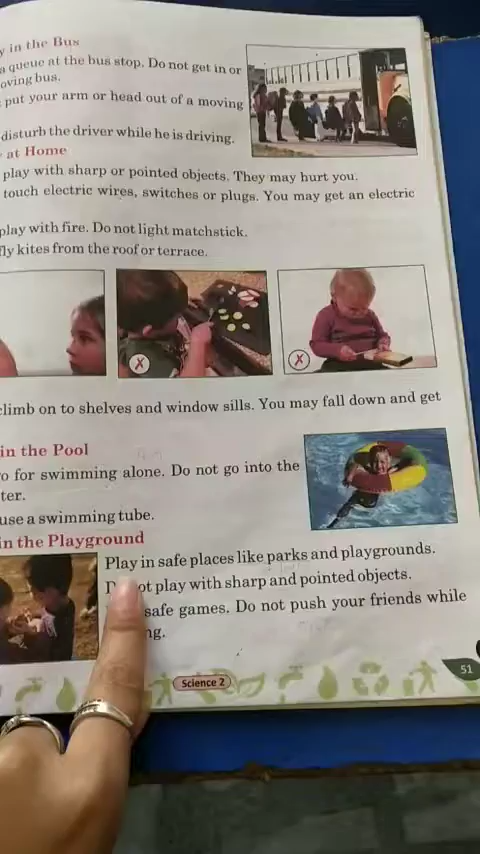 y in the Bus
a queue at the bus stop. Do not get in or
oving bus.
put your arm or head out of a moving
disturb the driver while he is driving.
at Home
play with sharp or pointed objects. They may hurt you.
touch electric wires, switches or plugs. You may get an electric
play with fire. Do not light matchstick.
fly kites from the roof or terrace.
climb on to shelves and window sills. You may fall down and get
in the Pool
o for swimming alone. Do not go into the
ter.
use a swimming tube.
in the Playground
Play in safe places like parks and playgrounds.
ot play with sharp and pointed objects.
safe games. Do not push your friends while
ng.
Science 2
51